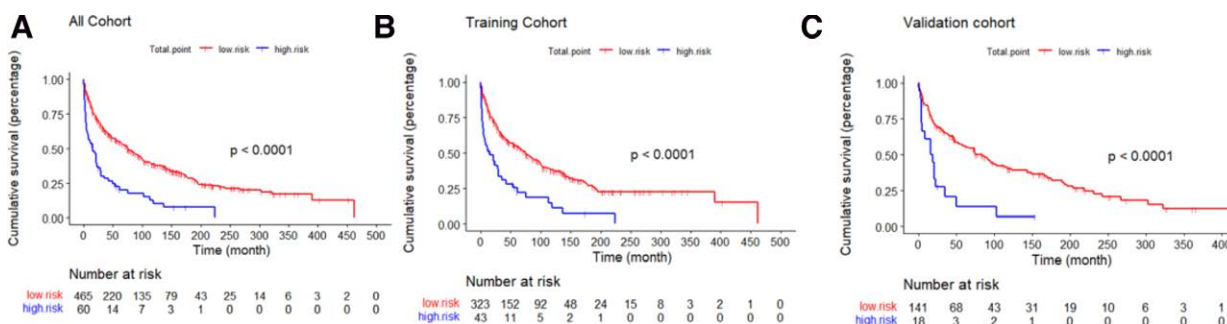 A
All Cohort
Total.point low.risk high.risk
Cumulative survival (percentage)
1.00
0.75
0.50
0.25
0.00
p < 0.0001
0 50 100 150 200 250 300 350 400 450 500
Time (month)
Number at risk
low.risk 465 220 135 79 43 25 14 6 3 2 0
high.risk 60 14 7 3 1 0 0 0 0 0 0
B
Training Cohort
Total.point low.risk high.risk
Cumulative survival (percentage)
1.00
0.75
0.50
0.25
0.00
p < 0.0001
0 50 100 150 200 250 300 350 400 450 500
Time (month)
Number at risk
low.risk 323 152 92 48 24 15 8 3 2 1 0
high.risk 43 11 5 2 1 0 0 0 0 0 0
C
Validation cohort
Total.point low.risk high.risk
Cumulative survival (percentage)
1.00
0.75
0.50
0.25
0.00
p < 0.0001
0 50 100 150 200 250 300 350 400
Time (month)
Number at risk
low.risk 141 68 43 31 19 10 6 3 1
high.risk 18 3 2 1 0 0 0 0 0